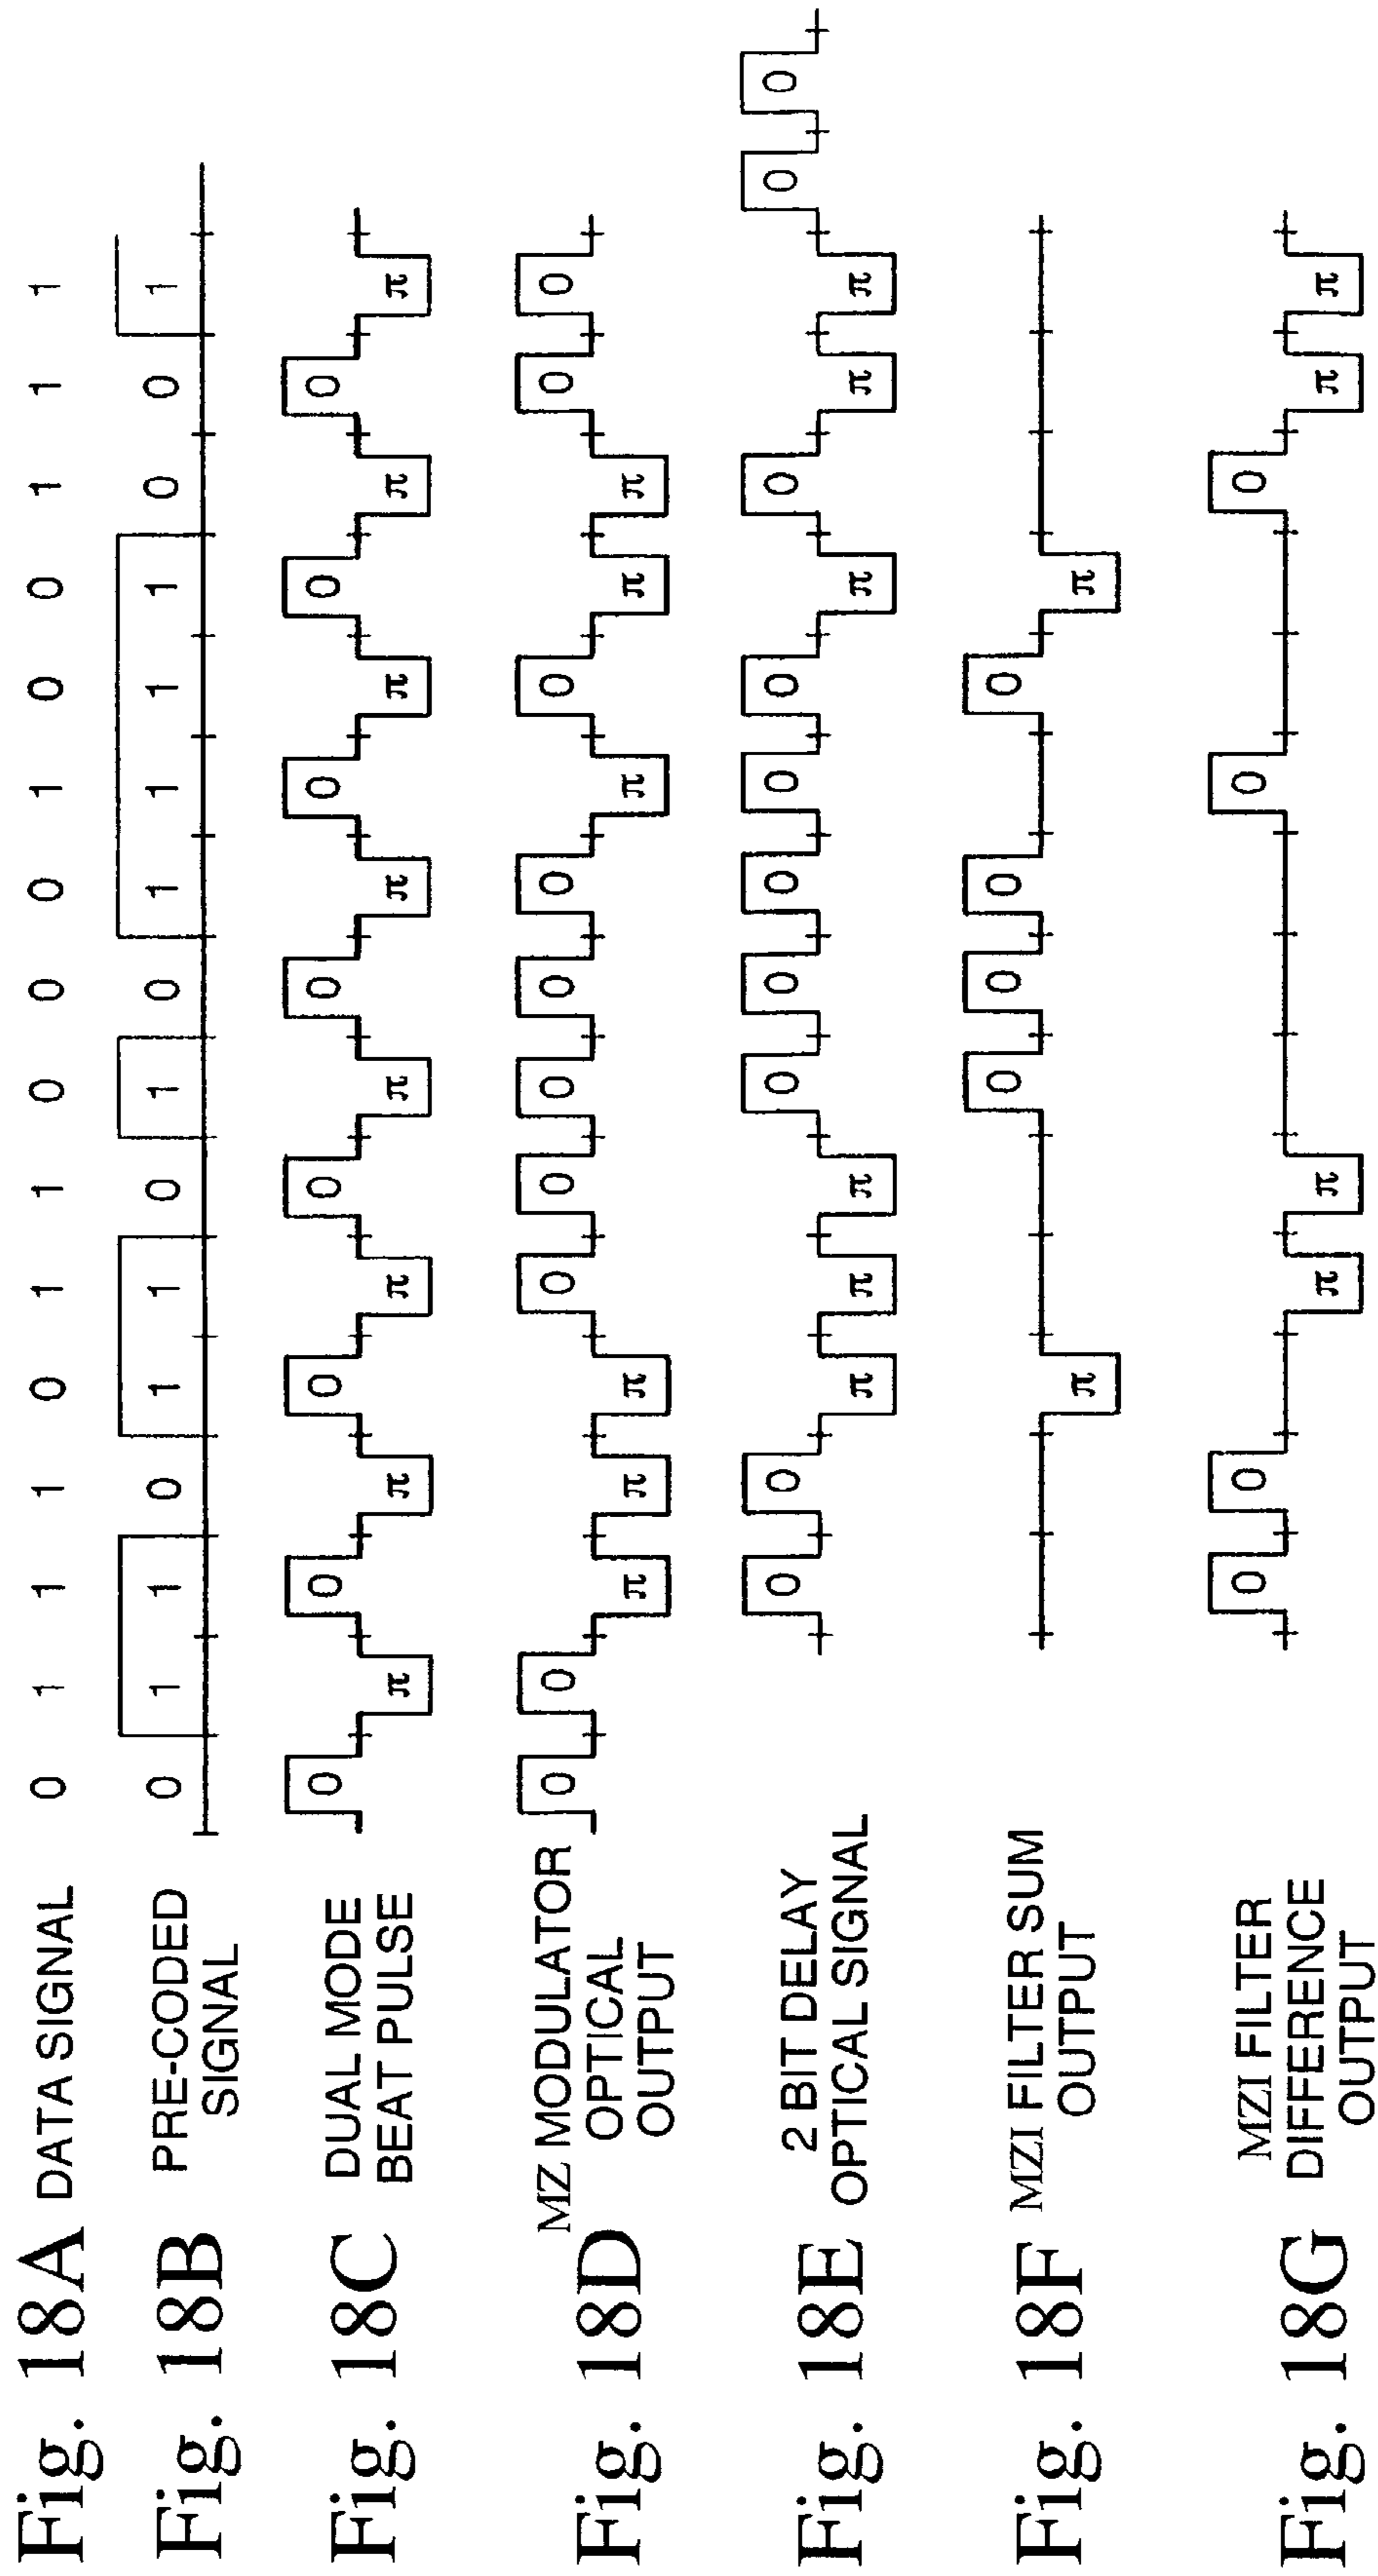 Fig. 18A DATA SIGNAL 0 1 1 1 0 1 1 0 0 0 1 0 0 1 1 1
Fig. 18B PRE-CODED
SIGNAL
0 1 1 0 1 1 0 1 0 1 1 1 1 0 0 1
Fig. 18C DUAL MODE
BEAT PULSE
0 π 0 π 0 π 0 π 0 π 0 π 0 π 0 π
Fig. 18D MZ MODULATOR
OPTICAL
OUTPUT
0 0 π π π 0 0 0 0 0 π 0 π π 0 0
Fig. 18E 2 BIT DELAY
OPTICAL SIGNAL
0 0 π π π 0 0 0 0 0 π 0 π π 0 0
Fig. 18F MZI FILTER SUM
OUTPUT
π 0 0 0 0 π
Fig. 18G MZI FILTER
DIFFERENCE
OUTPUT
0 0 π π 0 0 π π